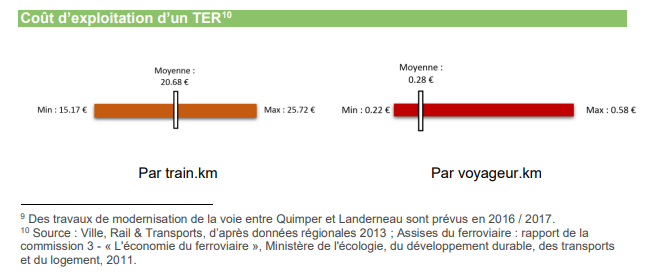 Coût d'exploitation d'un TER10
Moyenne :
20.68 €
Min : 15.17 €
Max : 25.72 €
Par train.km
Moyenne :
0.28 €
Min : 0.22 €
Max : 0.58 €
Par voyageur.km
9 Des travaux de modernisation de la voie entre Quimper et Landerneau sont prévus en 2016 / 2017.
10 Source : Ville, Rail & Transports, d'après données régionales 2013 ; Assises du ferroviaire : rapport de la
commission 3 - « L'économie du ferroviaire », Ministère de l'écologie, du développement durable, des transports
et du logement, 2011.